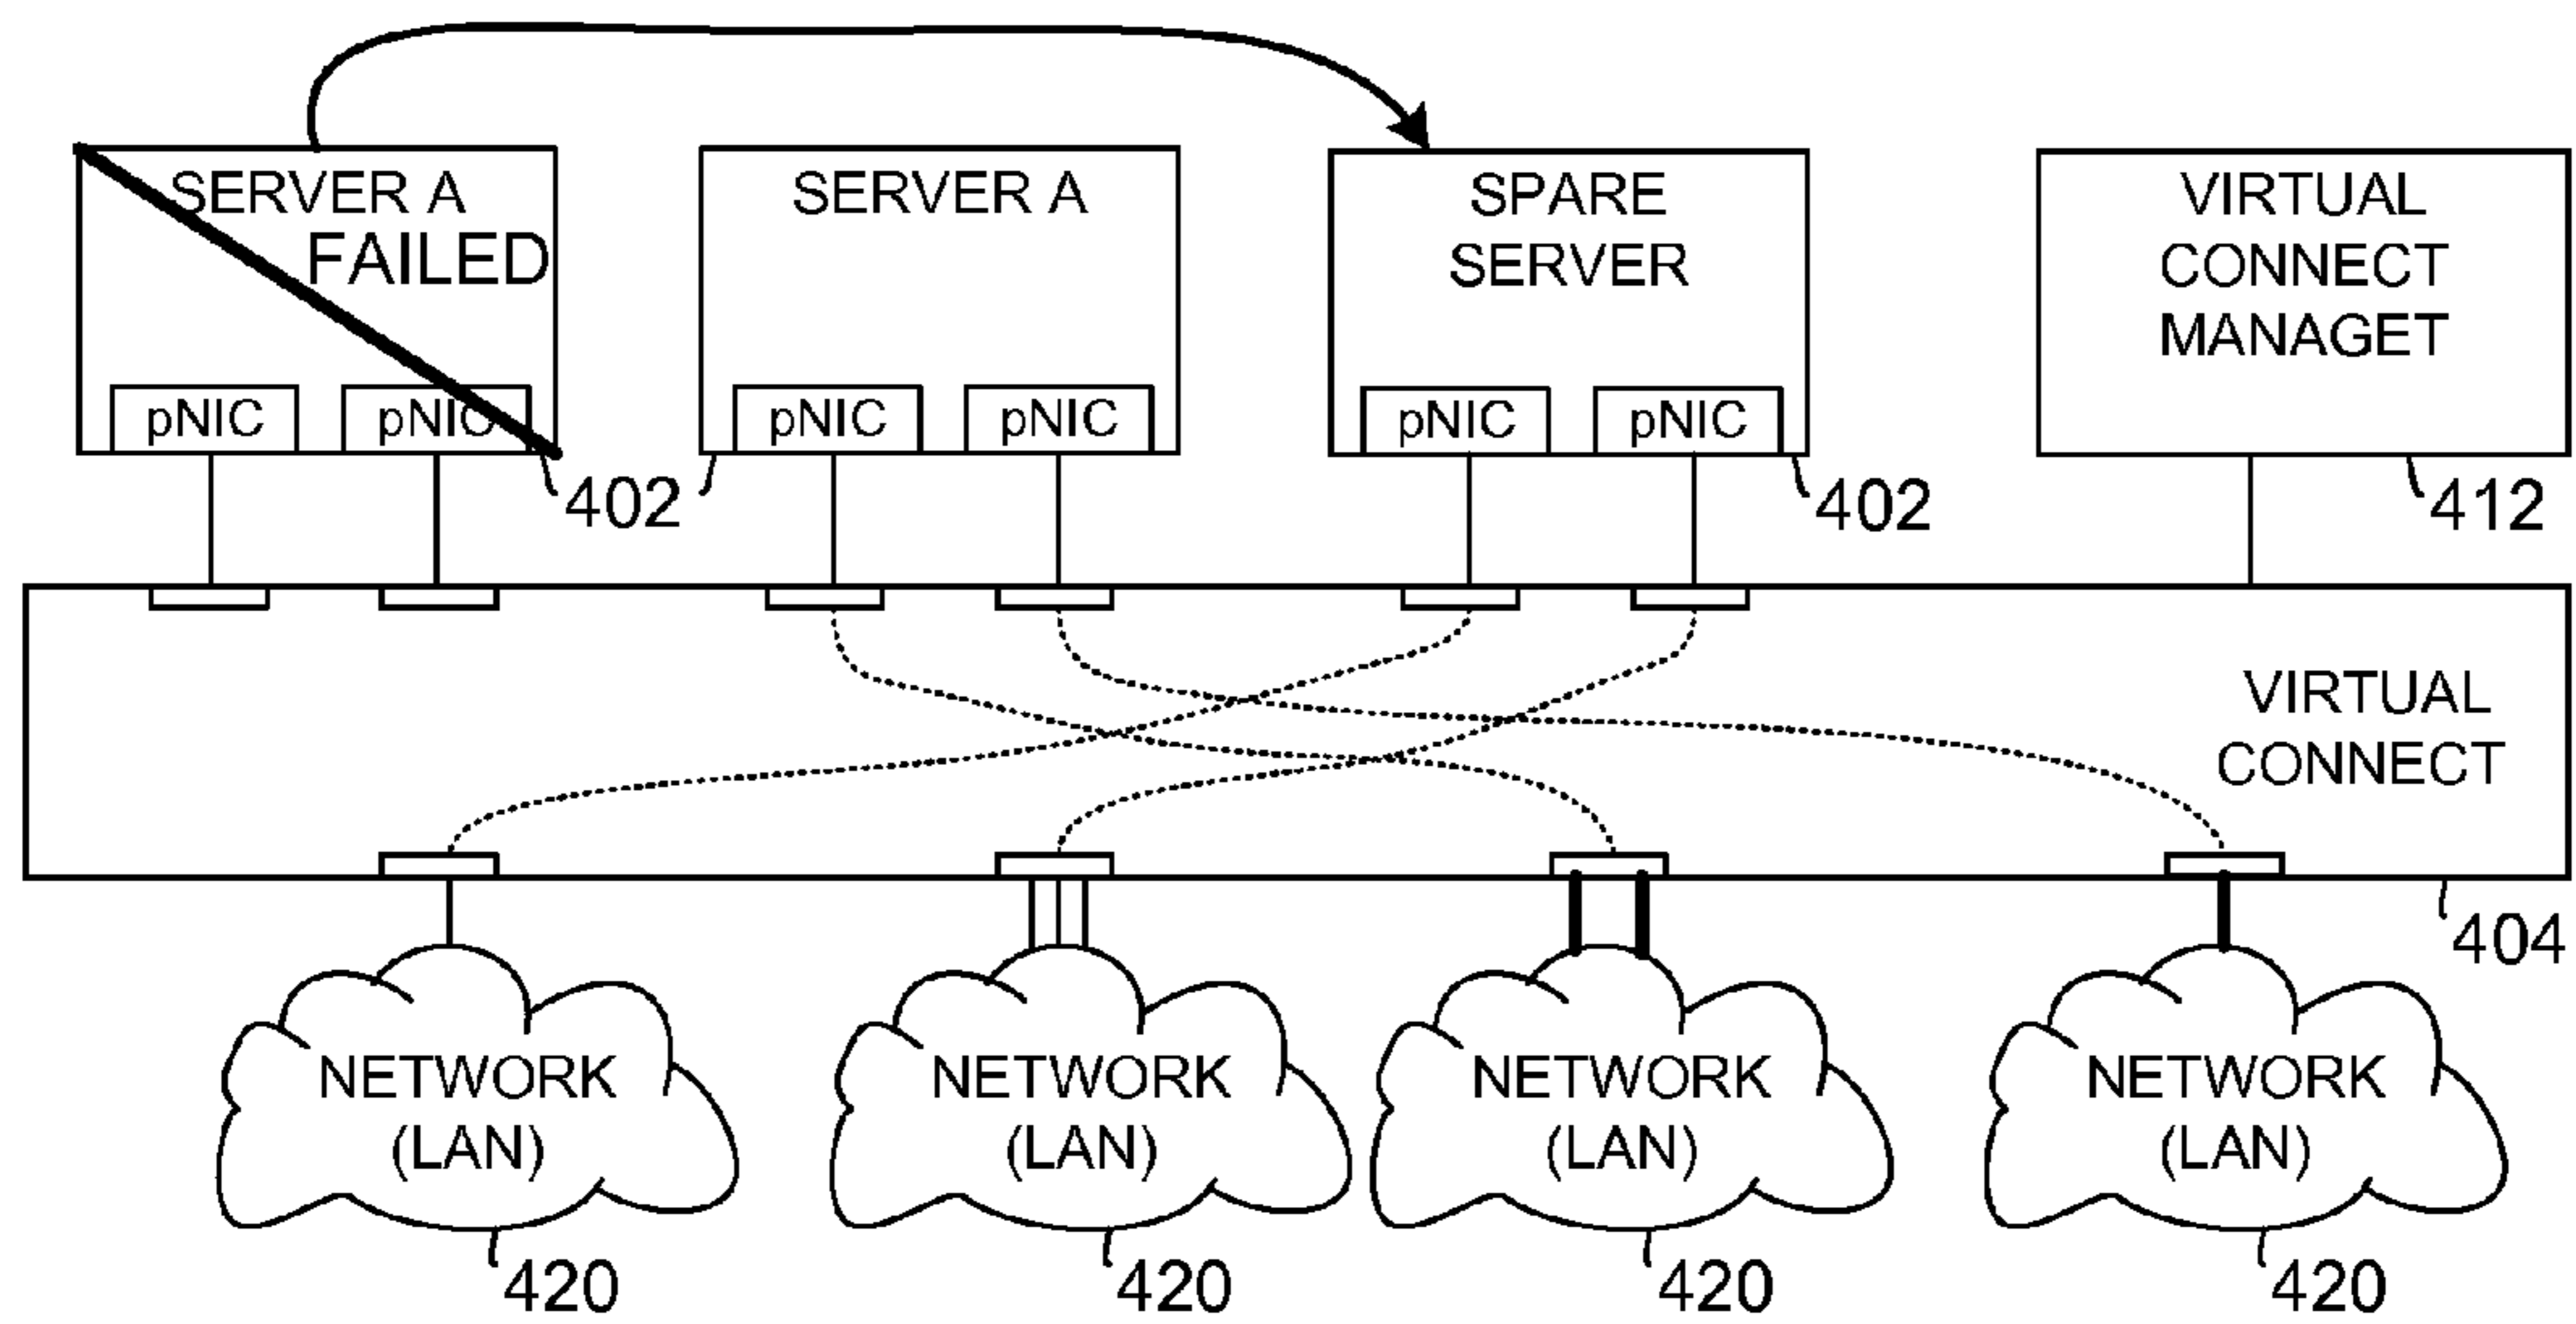 SERVER A
FAILED
pNIC
pNIC
402
SERVER A
pNIC
pNIC
SPARE
SERVER
pNIC
pNIC
402
VIRTUAL
CONNECT
MANAGET
412
VIRTUAL
CONNECT
404
NETWORK
(LAN)
420
NETWORK
(LAN)
420
NETWORK
(LAN)
420
NETWORK
(LAN)
420